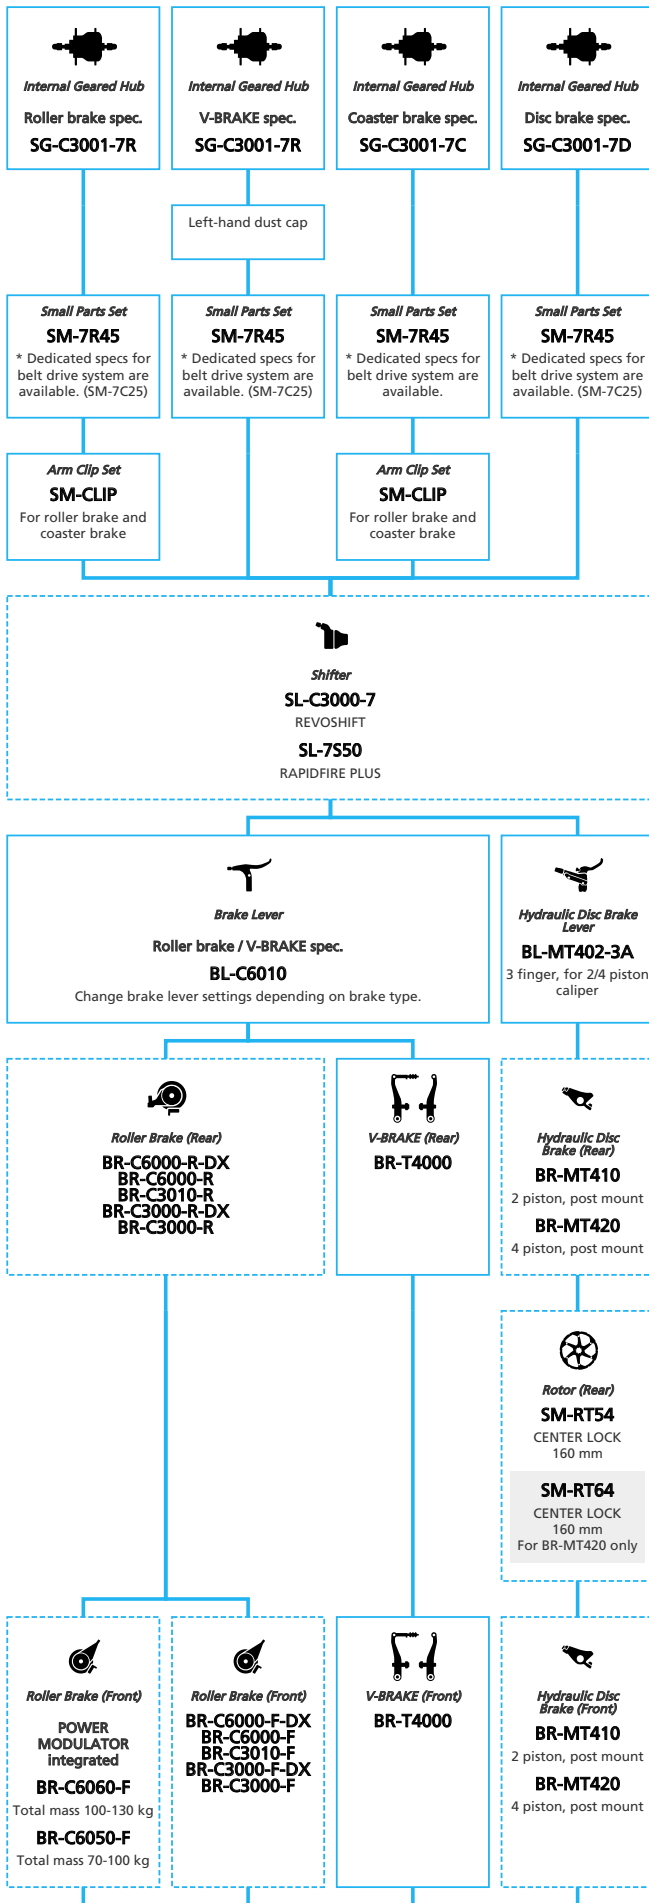 Internal Geared Hub
Roller brake spec.
SG-C3001-7R
Internal Geared Hub
V-BRAKE spec.
SG-C3001-7R
Internal Geared Hub
Coaster brake spec.
SG-C3001-7C
Internal Geared Hub
Disc brake spec.
SG-C3001-7D
Left-hand dust cap
Small Parts Set
SM-7R45
* Dedicated specs for
belt drive system are
available. (SM-7C25)
Small Parts Set
SM-7R45
* Dedicated specs for
belt drive system are
available. (SM-7C25)
Small Parts Set
SM-7R45
* Dedicated specs for
belt drive system are
available.
Small Parts Set
SM-7R45
* Dedicated specs for
belt drive system are
available. (SM-7C25)
Arm Clip Set
SM-CLIP
For roller brake and
coaster brake
Arm Clip Set
SM-CLIP
For roller brake and
coaster brake
Shifter
SL-C3000-7
REVOSHIFT
SL-7S50
RAPIDFIRE PLUS
Brake Lever
Roller brake / V-BRAKE spec.
BL-C6010
Change brake lever settings depending on brake type.
Hydraulic Disc Brake
Lever
BL-MT402-3A
3 finger, for 2/4 piston
caliper
Roller Brake (Rear)
BR-C6000-R-DX
BR-C6000-R
BR-C3010-R
BR-C3000-R-DX
BR-C3000-R
V-BRAKE (Rear)
BR-T4000
Hydraulic Disc
Brake (Rear)
BR-MT410
2 piston, post mount
BR-MT420
4 piston, post mount
Rotor (Rear)
SM-RT54
CENTER LOCK
160 mm
SM-RT64
CENTER LOCK
160 mm
For BR-MT420 only
Roller Brake (Front)
POWER
MODULATOR
integrated
BR-C6060-F
Total mass 100-130 kg
BR-C6050-F
Total mass 70-100 kg
Roller Brake (Front)
BR-C6000-F-DX
BR-C6000-F
BR-C3010-F
BR-C3000-F-DX
BR-C3000-F
V-BRAKE (Front)
BR-T4000
Hydraulic Disc
Brake (Front)
BR-MT410
2 piston, post mount
BR-MT420
4 piston, post mount